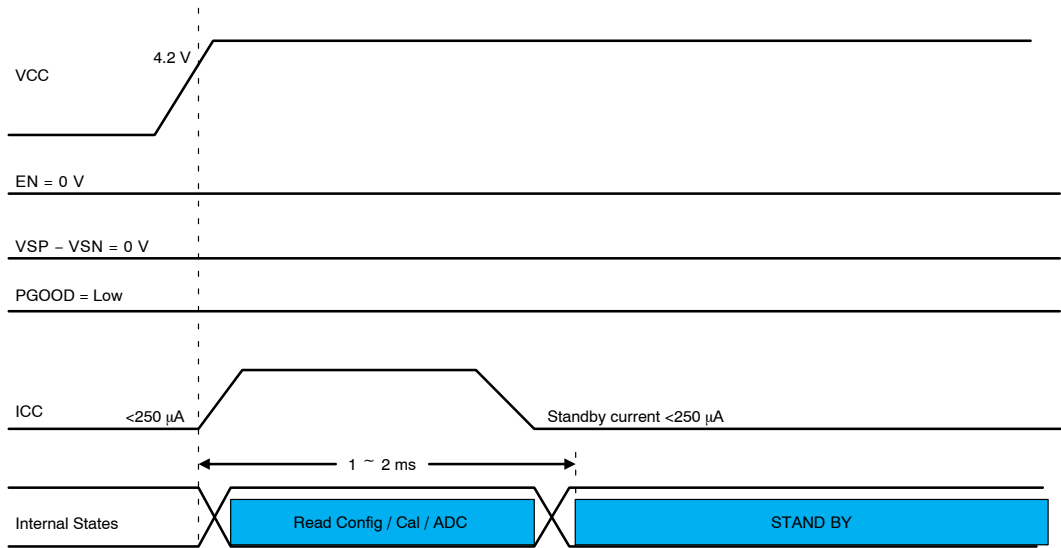 4.2 V
VCC
EN = 0 V
VSP – VSN = 0 V
PGOOD = Low
ICC
<250 μA
Standby current <250 μA
1 ~ 2 ms
Internal States
Read Config / Cal / ADC
STAND BY